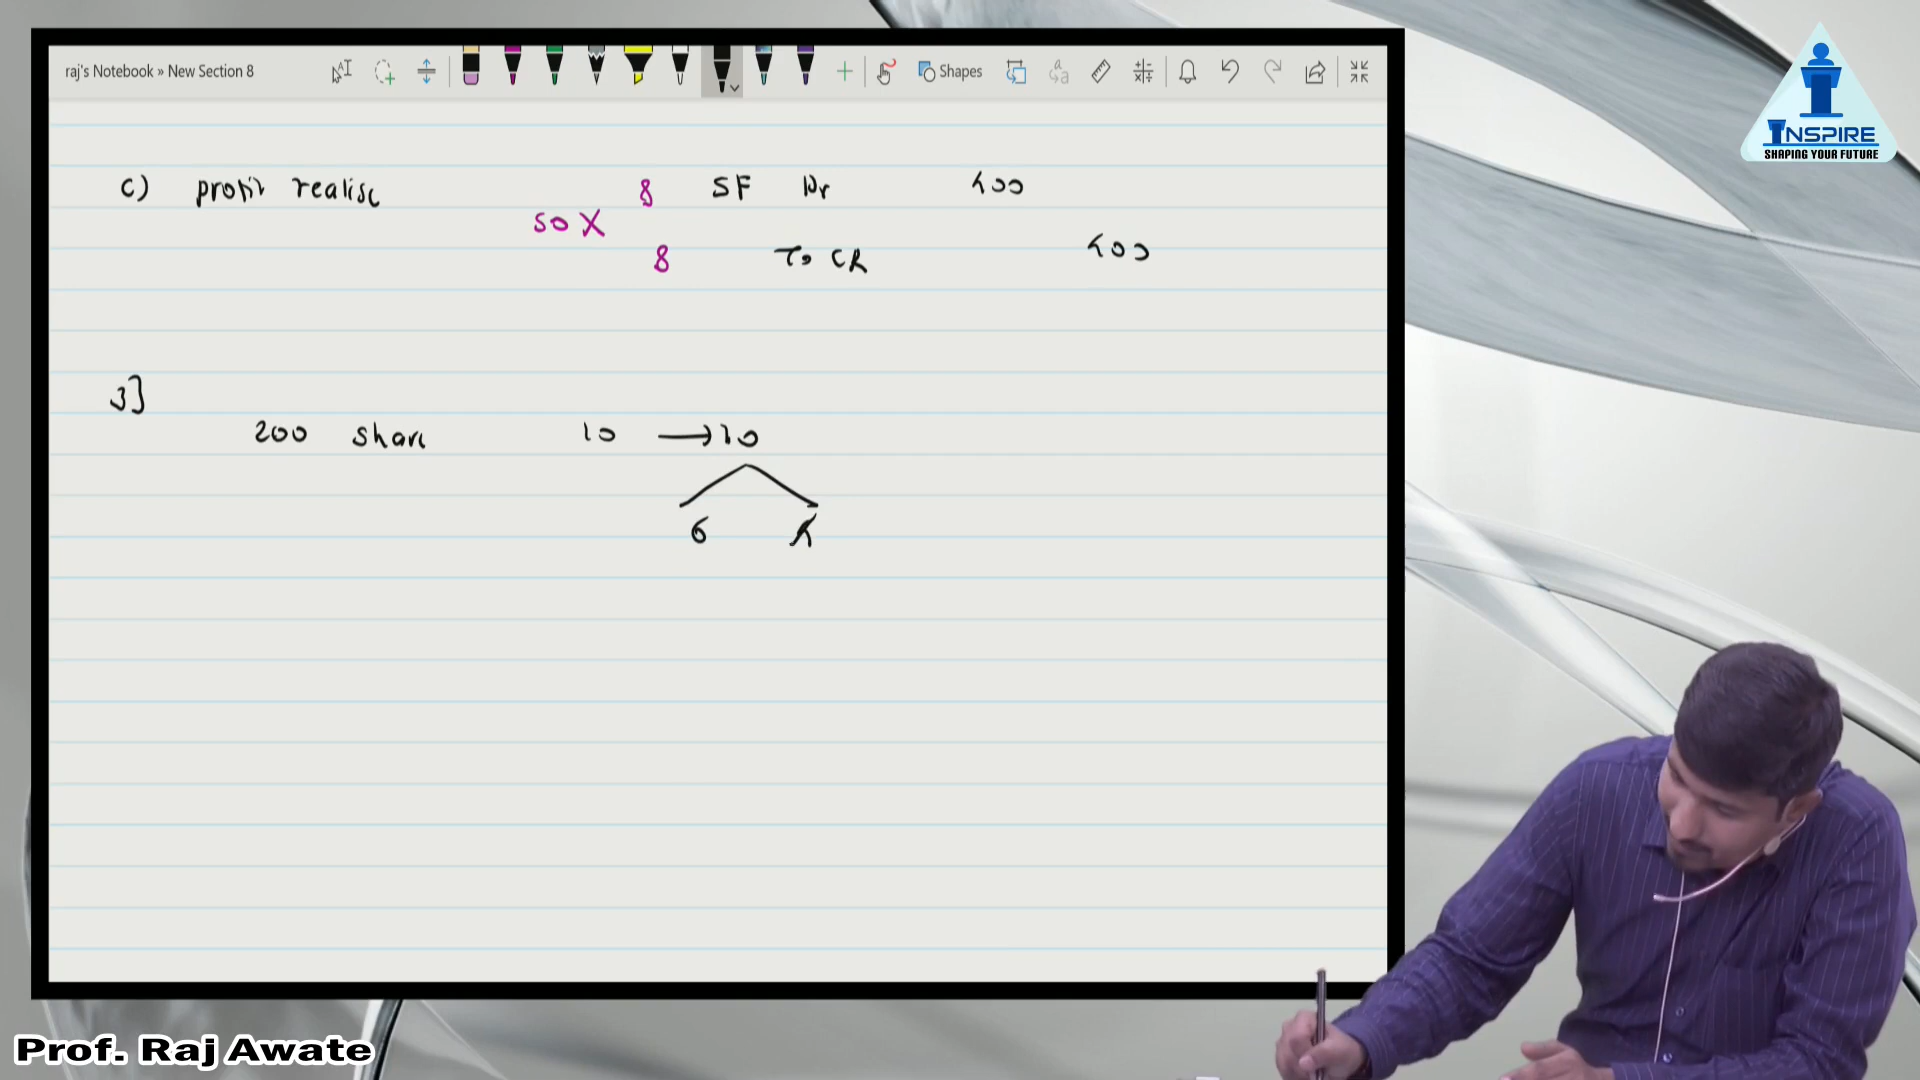 raj's Notebook » New Section 8
Shapes
INSPIRE
SHAPING YOUR FUTURE
c) profit realise 8 SF Dr 400
50 X
8 To CR 400
3]
200 share 10 → 10
6 4
Prof. Raj Awate